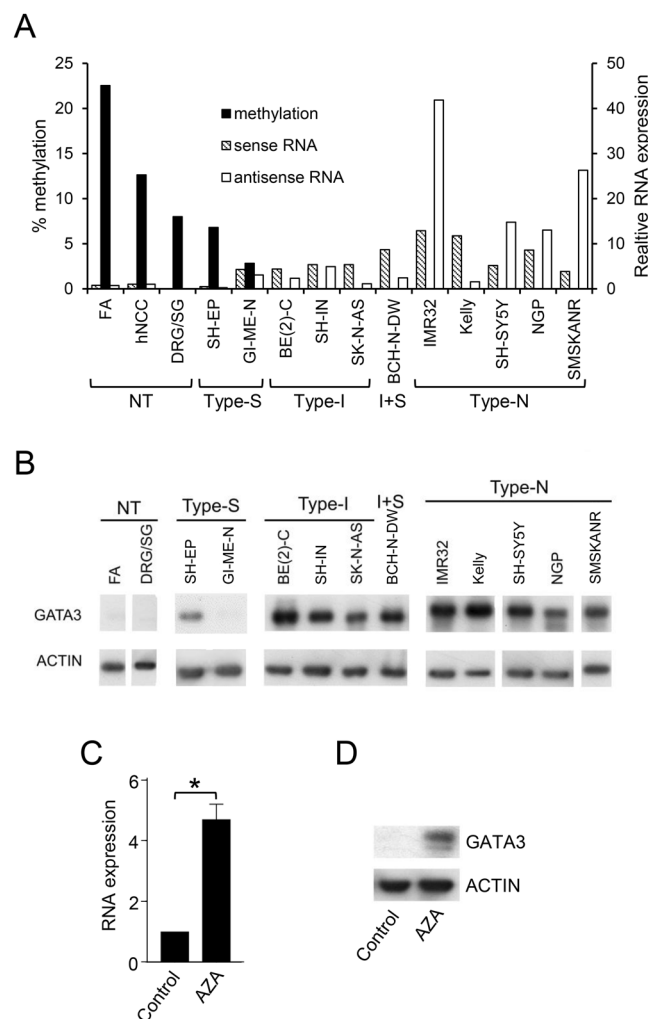 A
25
20
15
10
5
0
% methylation
methylation
sense RNA
antisense RNA
50
40
30
20
10
0
Realtive RNA expression
FA
hNCC
DRG/SG
SH-EP
GI-ME-N
BE(2)-C
SH-IN
SK-N-AS
BCH-N-DW
IMR32
Kelly
SH-SY5Y
NGP
SMSKANR
NT Type-S Type-I I+S Type-N
B
NT Type-S Type-I I+S Type-N
FA
DRG/SG
SH-EP
GI-ME-N
BE(2)-C
SH-IN
SK-N-AS
BCH-N-DW
IMR32
Kelly
SH-SY5Y
NGP
SMSKANR
GATA3
ACTIN
C
6
4
2
0
RNA expression
*
Control
AZA
D
GATA3
ACTIN
Control
AZA